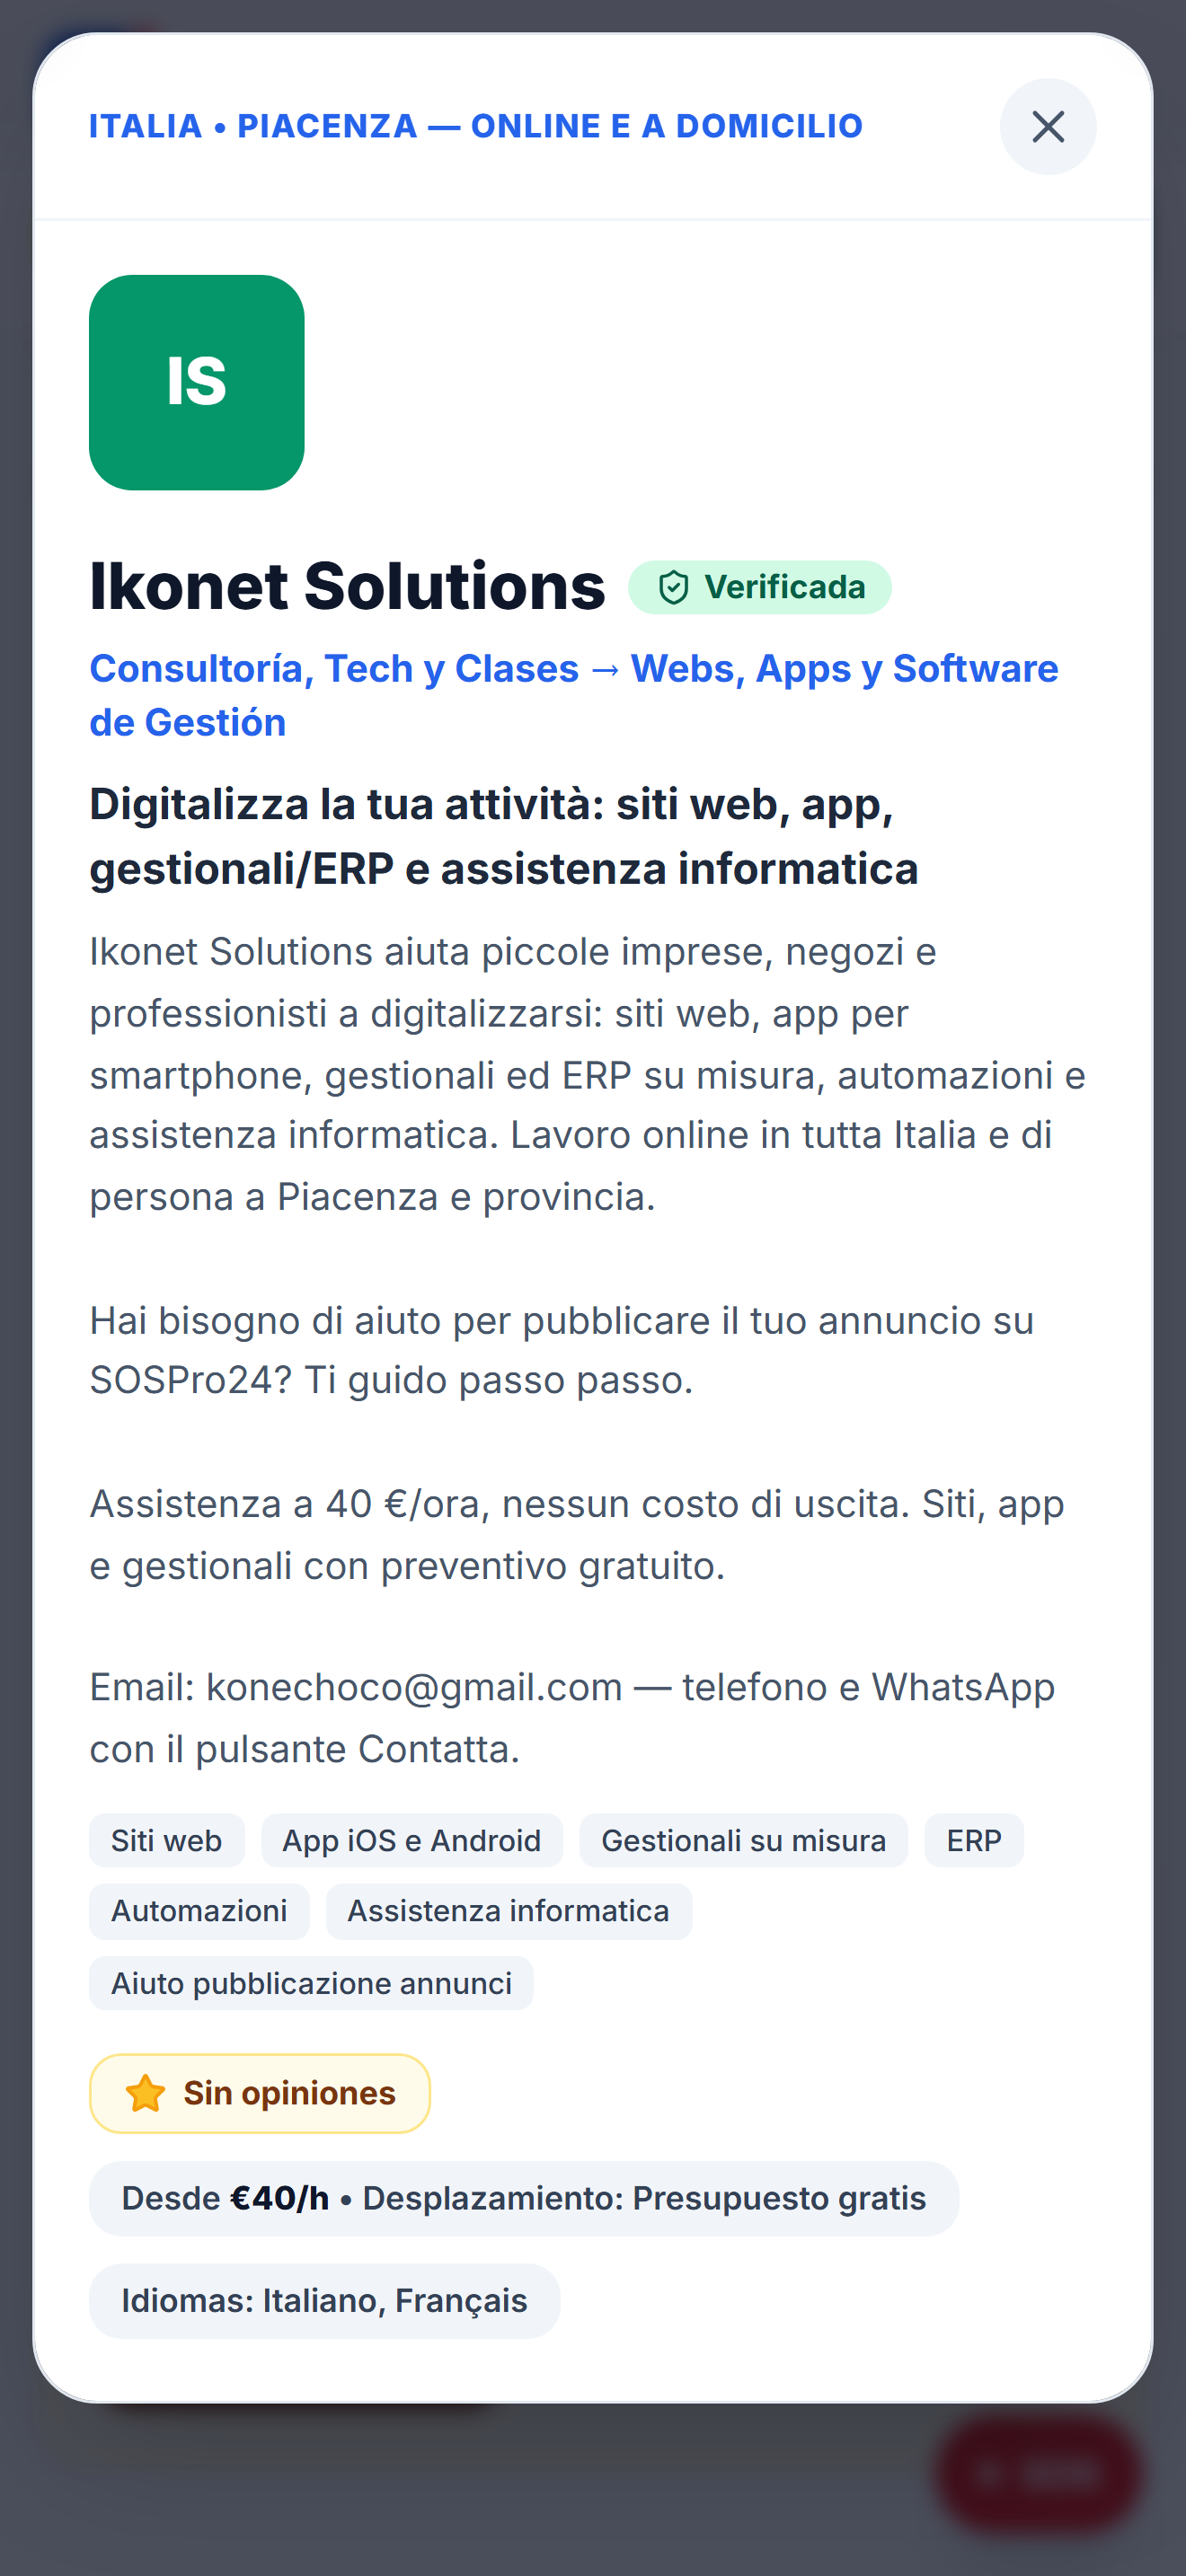 ITALIA • PIACENZA — ONLINE E A DOMICILIO
IS
Ikonet Solutions
Verificada
Consultoría, Tech y Clases → Webs, Apps y Software
de Gestión
Digitalizza la tua attività: siti web, app,
gestionali/ERP e assistenza informatica
Ikonet Solutions aiuta piccole imprese, negozi e
professionisti a digitalizzarsi: siti web, app per
smartphone, gestionali ed ERP su misura, automazioni e
assistenza informatica. Lavoro online in tutta Italia e di
persona a Piacenza e provincia.
Hai bisogno di aiuto per pubblicare il tuo annuncio su
SOSPro24? Ti guido passo passo.
Assistenza a 40 €/ora, nessun costo di uscita. Siti, app
e gestionali con preventivo gratuito.
Email: konechoco@gmail.com — telefono e WhatsApp
con il pulsante Contatta.
Siti web App iOS e Android Gestionali su misura ERP
Automazioni Assistenza informatica
Aiuto pubblicazione annunci
Sin opiniones
Desde €40/h • Desplazamiento: Presupuesto gratis
Idiomas: Italiano, Français